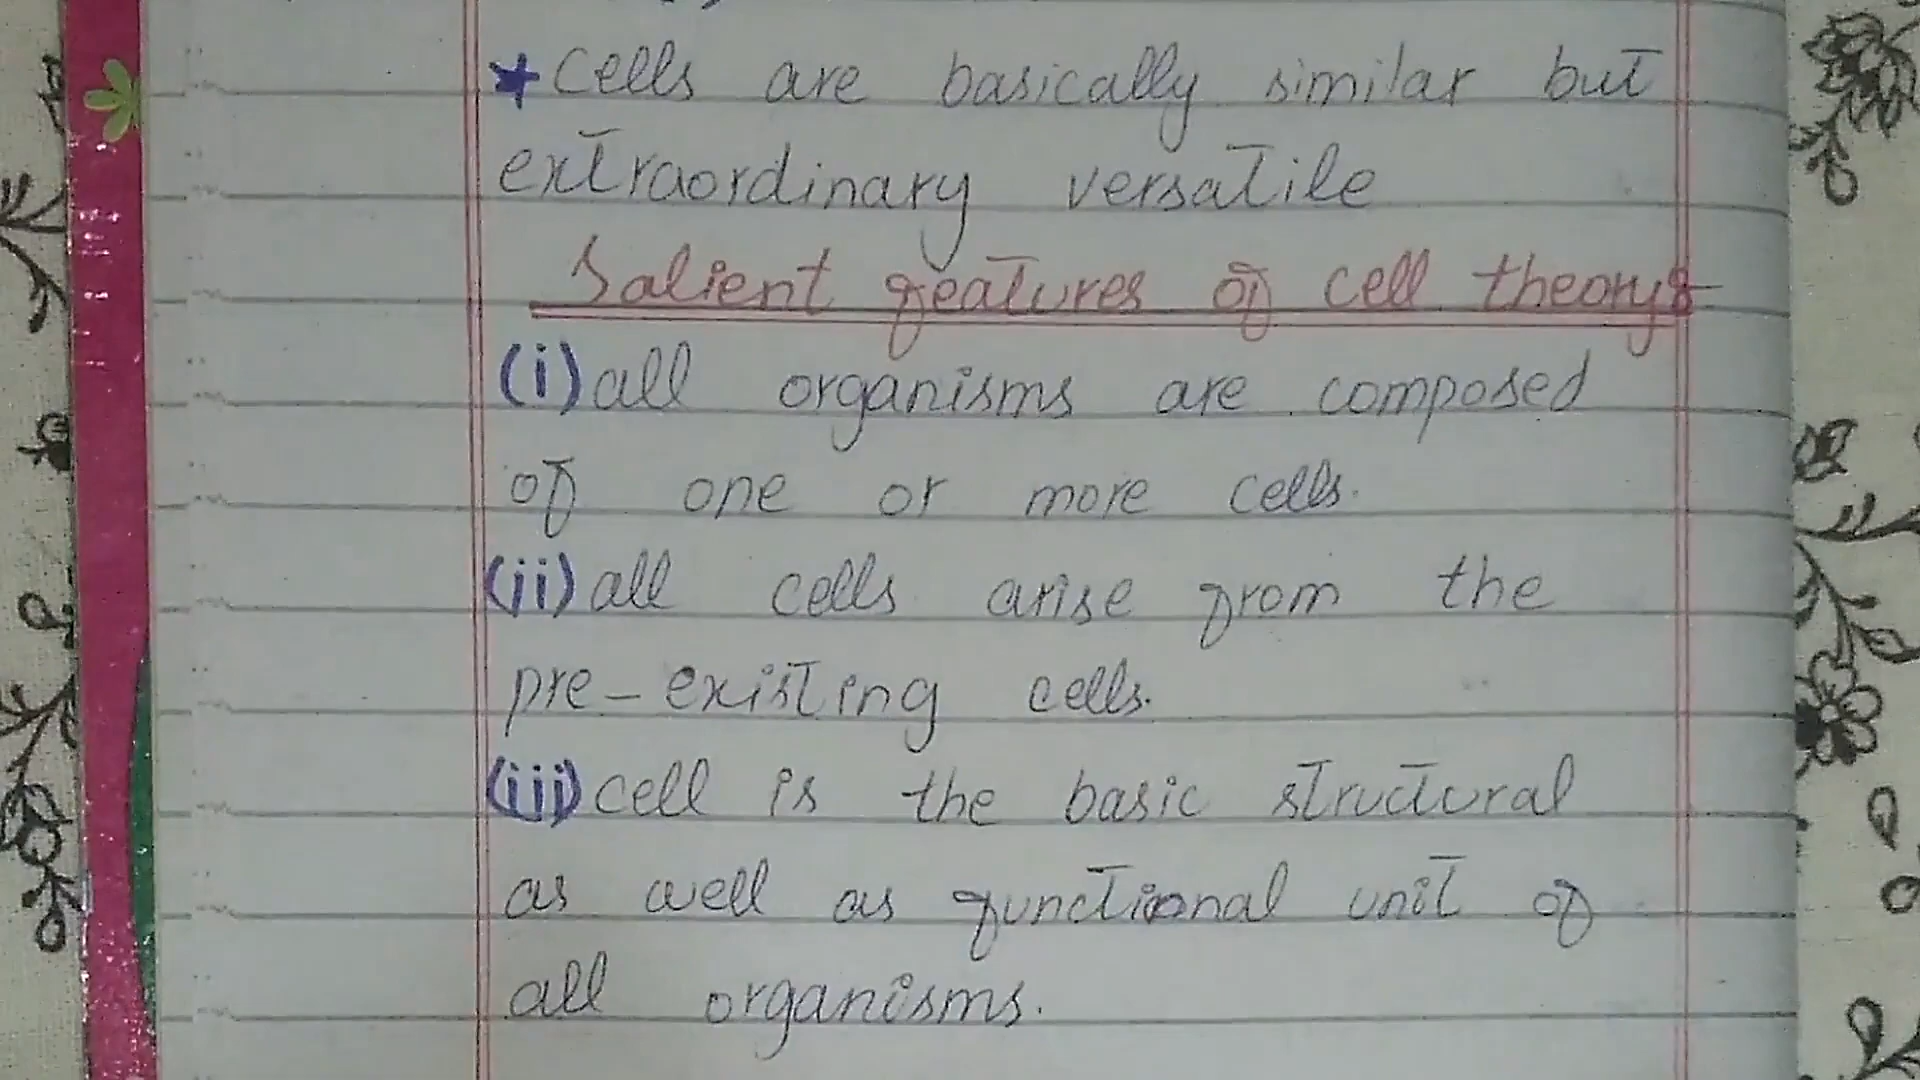 ★ Cells are basically similar but
extraordinary versatile
Salient features of cell theory:-
(i) all organisms are composed
of one or more cells.
(ii) all cells arise from the
pre-existing cells.
(iii) cell is the basic structural
as well as functional unit of
all organisms.